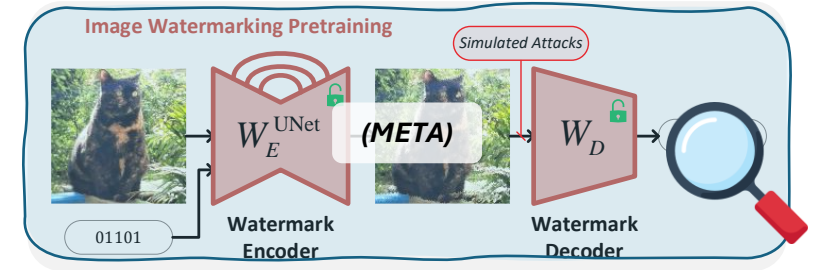 Image Watermarking Pretraining
Simulated Attacks
W_E^UNet
(META)
W_D
01101
Watermark
Encoder
Watermark
Decoder